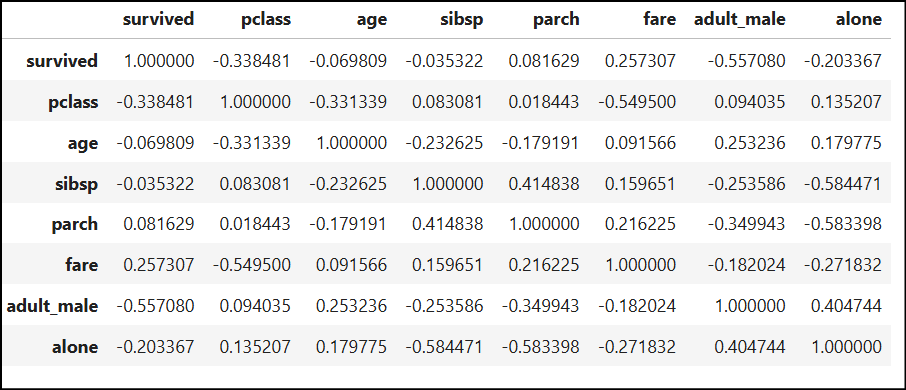 survived pclass age sibsp parch fare adult_male alone
survived 1.000000 -0.338481 -0.069809 -0.035322 0.081629 0.257307 -0.557080 -0.203367
pclass -0.338481 1.000000 -0.331339 0.083081 0.018443 -0.549500 0.094035 0.135207
age -0.069809 -0.331339 1.000000 -0.232625 -0.179191 0.091566 0.253236 0.179775
sibsp -0.035322 0.083081 -0.232625 1.000000 0.414838 0.159651 -0.253586 -0.584471
parch 0.081629 0.018443 -0.179191 0.414838 1.000000 0.216225 -0.349943 -0.583398
fare 0.257307 -0.549500 0.091566 0.159651 0.216225 1.000000 -0.182024 -0.271832
adult_male -0.557080 0.094035 0.253236 -0.253586 -0.349943 -0.182024 1.000000 0.404744
alone -0.203367 0.135207 0.179775 -0.584471 -0.583398 -0.271832 0.404744 1.000000